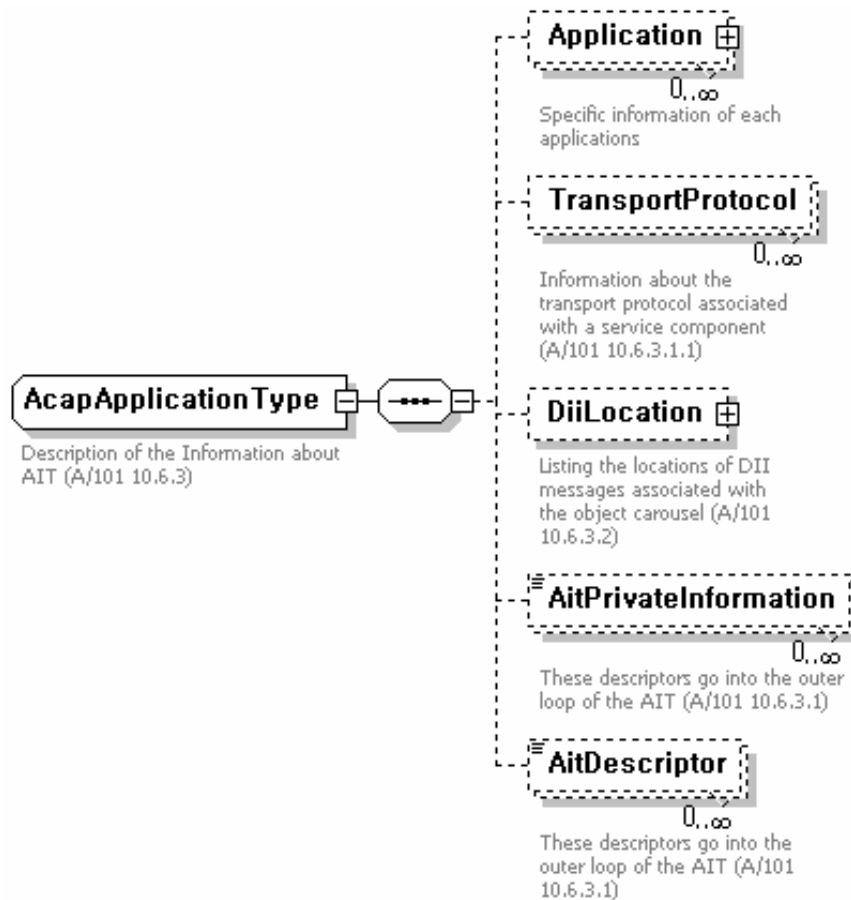 Application
0..∞
Specific information of each
applications
TransportProtocol
0..∞
Information about the
transport protocol associated
with a service component
(A/101 10.6.3.1.1)
AcapApplicationType
Description of the Information about
AIT (A/101 10.6.3)
DiiLocation
Listing the locations of DII
messages associated with
the object carousel (A/101
10.6.3.2)
AitPrivateInformation
0..∞
These descriptors go into the outer
loop of the AIT (A/101 10.6.3.1)
AitDescriptor
0..∞
These descriptors go into the
outer loop of the AIT (A/101
10.6.3.1)